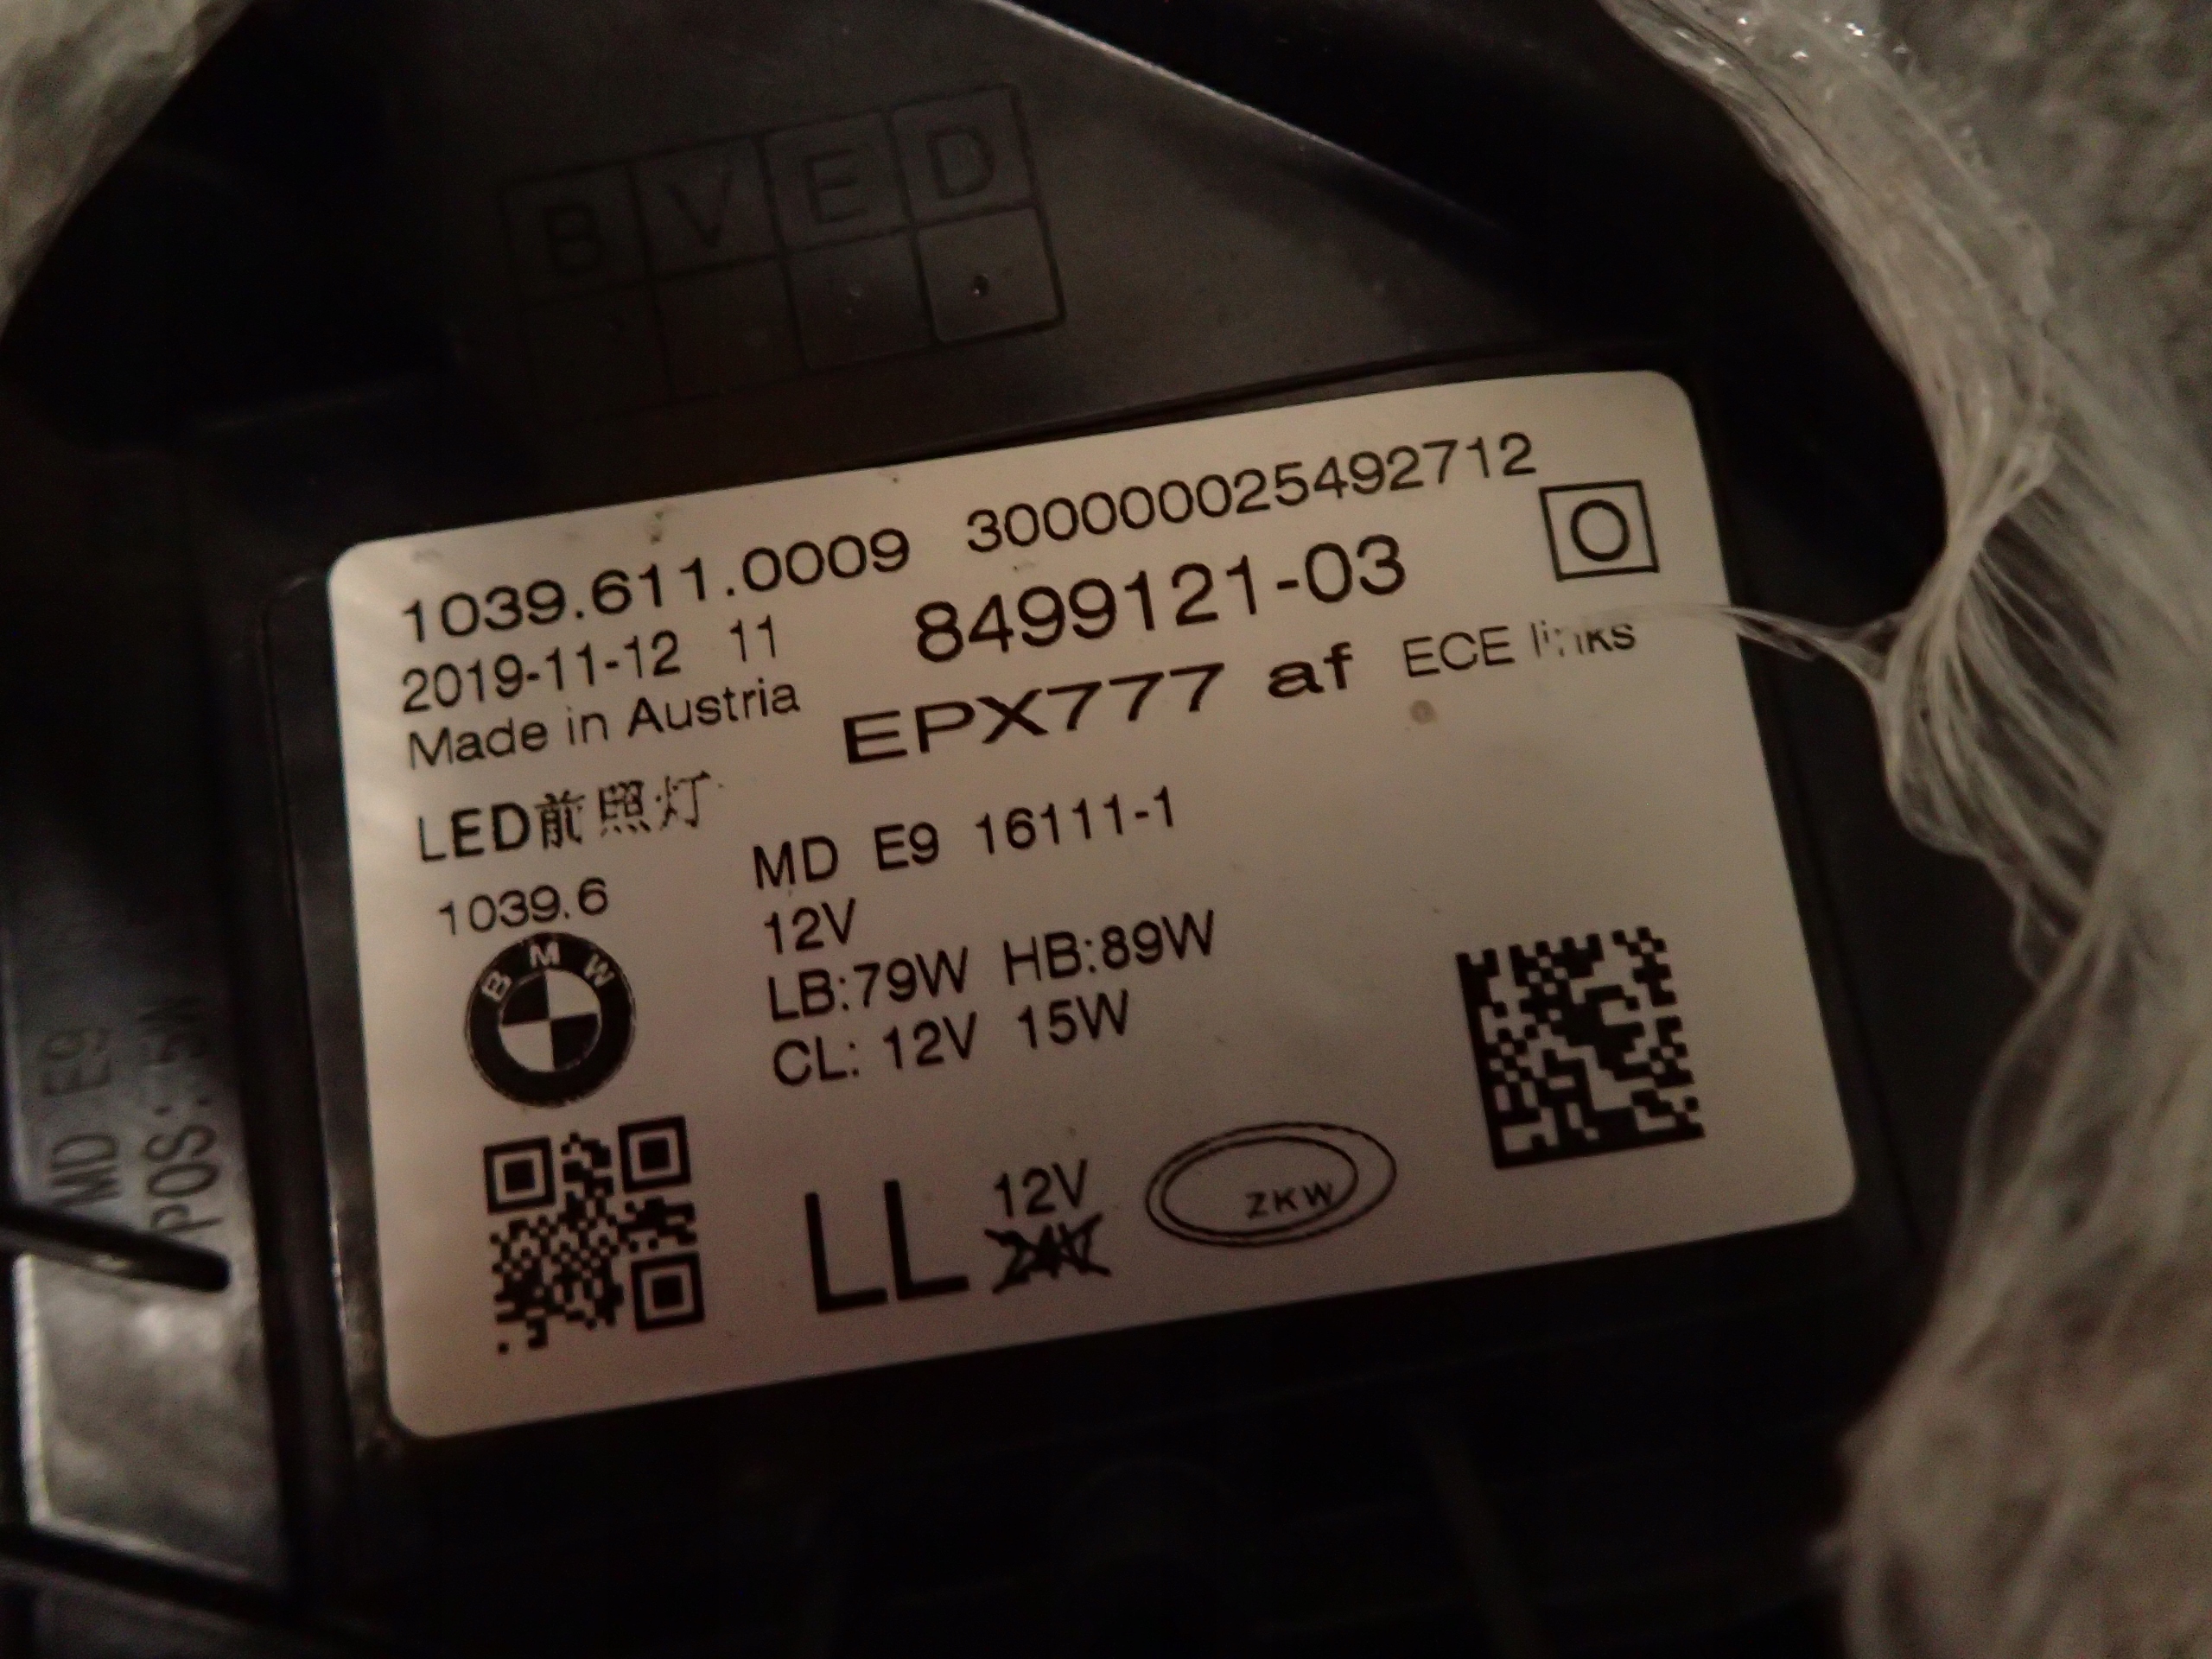 B V E D
1039.611.0009 300000025492712
2019-11-12 11 8499121-03 O
Made in Austria EPX777 af ECE links
LED前照灯
MD E9 16111-1
1039.6
12V
BMW
LB:79W HB:89W
CL: 12V 15W
LL 12V
24V
ZKW
MD E9
POS: 5W